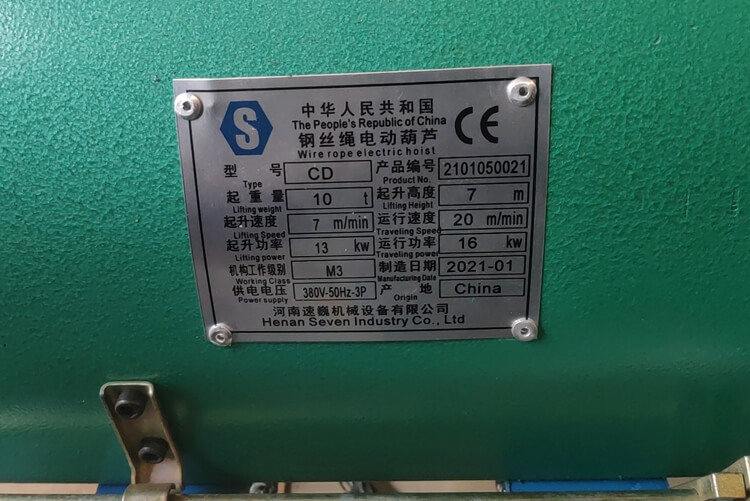 S
中华人民共和国
The People's Republic of China
钢丝绳电动葫芦
Wire rope electric hoist
CE
型 号 CD 产品编号 2101050021
Type Product No.
起重量 10 t 起升高度 7 m
Lifting weight Lifting Height
起升速度 7 m/min 运行速度 20 m/min
Lifting Speed Traveling Speed
起升功率 13 kw 运行功率 16 kw
Lifting power Traveling power
机构工作级别 M3 制造日期 2021-01
Working Class Manufacturing Date
供电电压 380V-50Hz-3P 产 地 China
Power supply Origin
河南速巍机械设备有限公司
Henan Seven Industry Co., Ltd